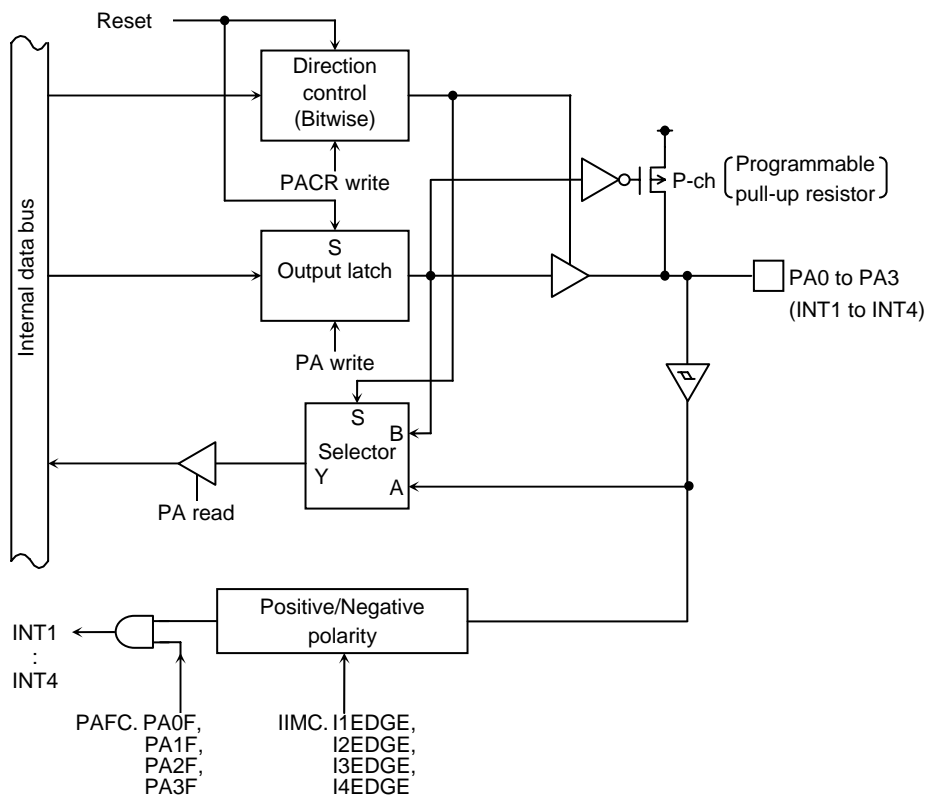 Reset
Direction
control
(Bitwise)
PACR write
P-ch
Programmable
pull-up resistor
Internal data bus
S
Output latch
PA write
PA0 to PA3
(INT1 to INT4)
S
B
Selector
Y
A
PA read
Positive/Negative
polarity
INT1
:
INT4
PAFC. PA0F,
PA1F,
PA2F,
PA3F
IIMC. I1EDGE,
I2EDGE,
I3EDGE,
I4EDGE